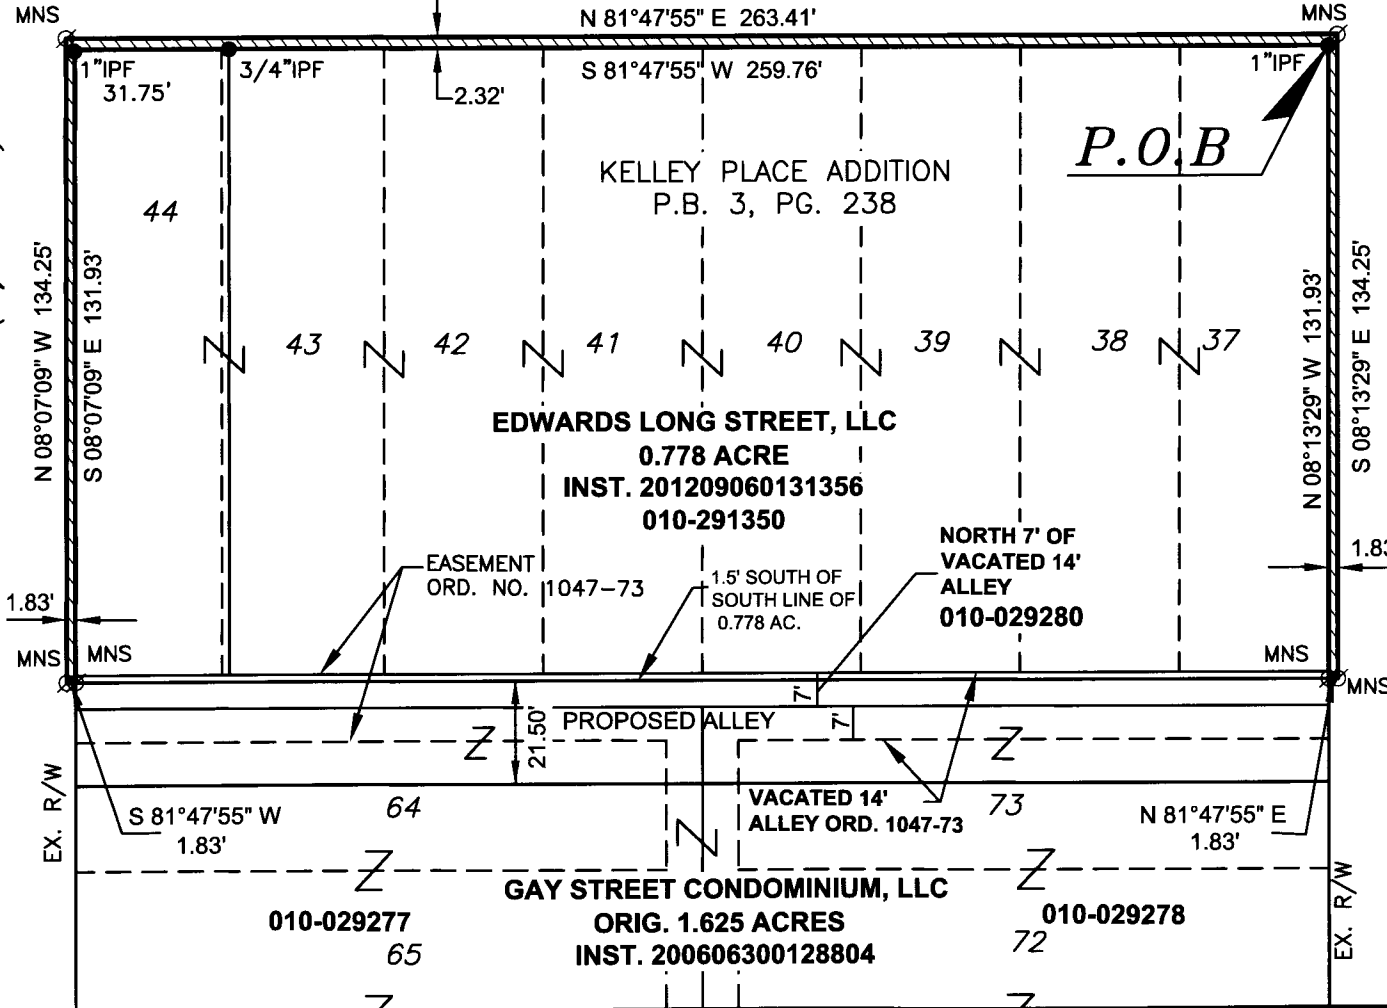 MNS
N 81°47'55" E 263.41'
MNS
1"IPF
31.75'
3/4"IPF
S 81°47'55" W 259.76'
1"IPF
2.32'
P.O.B
KELLEY PLACE ADDITION
P.B. 3, PG. 238
44
N 08°07'09" W 134.25'
S 08°07'09" E 131.93'
N 08°13'29" W 131.93'
S 08°13'29" E 134.25'
43
42
41
40
39
38
37
EDWARDS LONG STREET, LLC
0.778 ACRE
INST. 201209060131356
010-291350
EASEMENT
ORD. NO. 1047-73
1.5' SOUTH OF
SOUTH LINE OF
0.778 AC.
NORTH 7' OF
VACATED 14'
ALLEY
010-029280
1.83'
1.83
MNS
MNS
MNS
MNS
7'
21.50'
PROPOSED ALLEY
7'
EX. R/W
S 81°47'55" W
1.83'
64
VACATED 14'
ALLEY ORD. 1047-73
73
N 81°47'55" E
1.83'
EX. R/W
GAY STREET CONDOMINIUM, LLC
ORIG. 1.625 ACRES
INST. 200606300128804
010-029277
010-029278
65
72